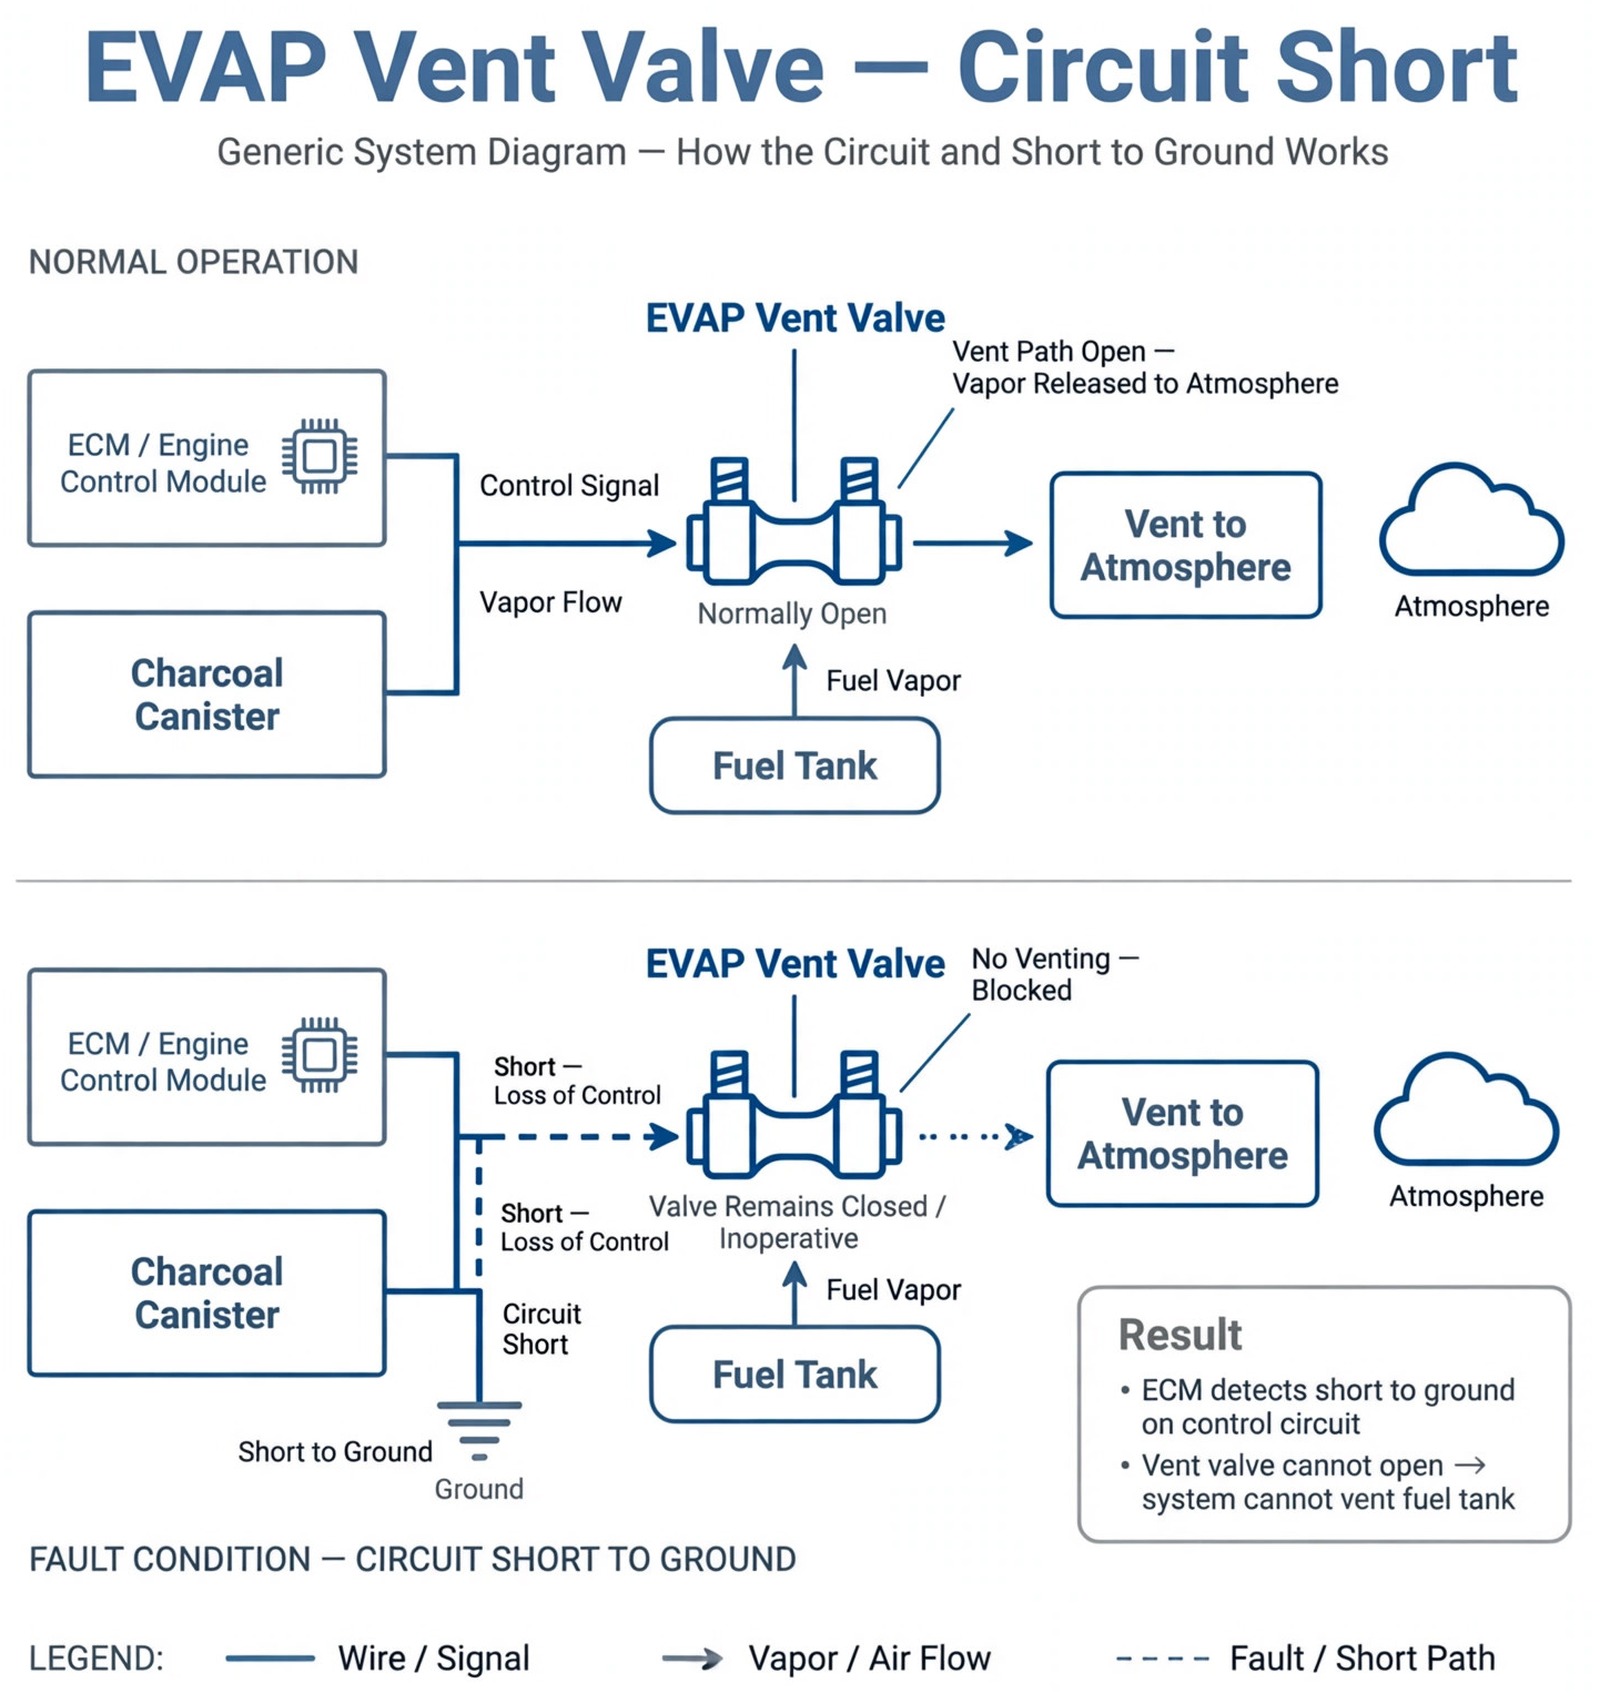 EVAP Vent Valve — Circuit Short
Generic System Diagram — How the Circuit and Short to Ground Works
NORMAL OPERATION
EVAP Vent Valve
Vent Path Open —
Vapor Released to Atmosphere
ECM / Engine
Control Module
Control Signal
Vapor Flow
Normally Open
Vent to
Atmosphere
Atmosphere
Charcoal
Canister
Fuel Vapor
Fuel Tank
EVAP Vent Valve
No Venting —
Blocked
ECM / Engine
Control Module
Short —
Loss of Control
Vent to
Atmosphere
Atmosphere
Short —
Loss of Control
Valve Remains Closed /
Inoperative
Charcoal
Canister
Circuit
Short
Fuel Vapor
Fuel Tank
Short to Ground
Ground
Result
• ECM detects short to ground
on control circuit
• Vent valve cannot open →
system cannot vent fuel tank
FAULT CONDITION — CIRCUIT SHORT TO GROUND
LEGEND:
Wire / Signal
Vapor / Air Flow
Fault / Short Path